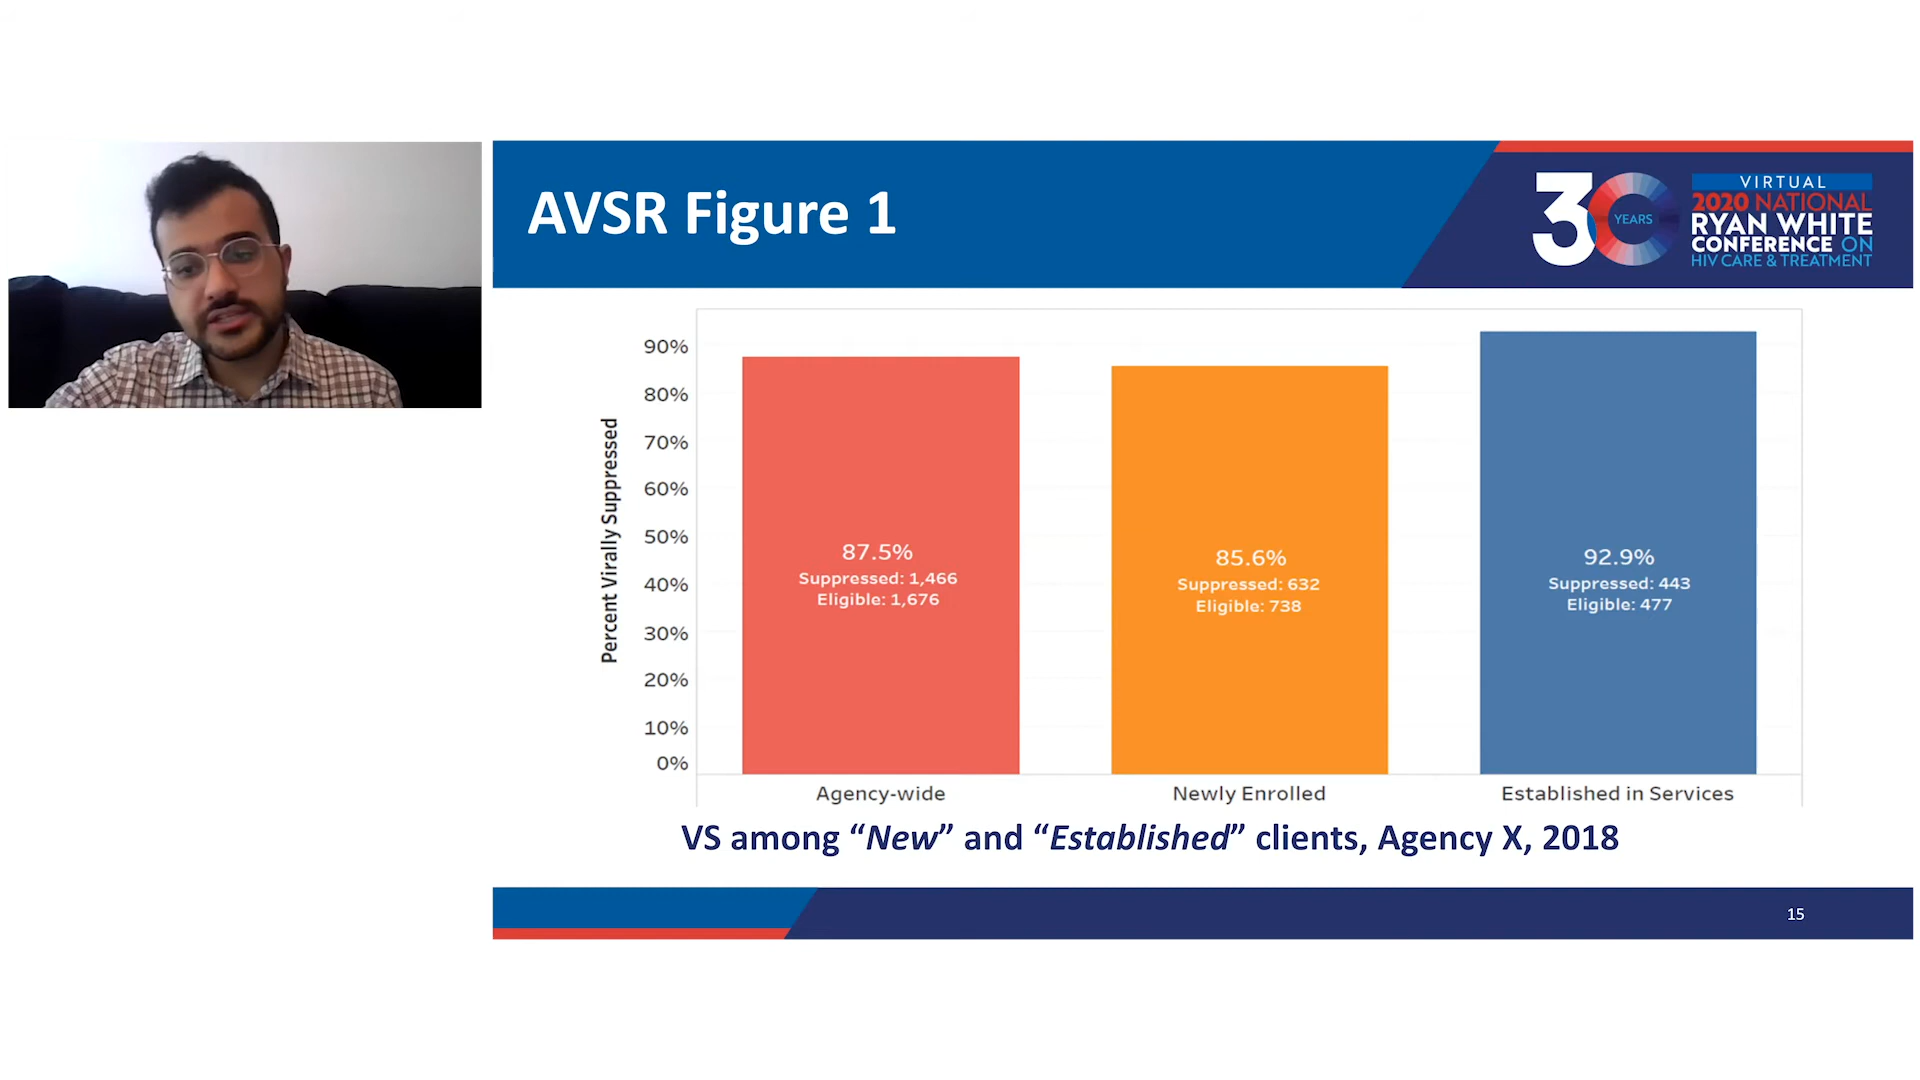 AVSR Figure 1
30
YEARS
VIRTUAL
2020 NATIONAL
RYAN WHITE
CONFERENCE ON
HIV CARE & TREATMENT
Percent Virally Suppressed
90%
80%
70%
60%
50%
40%
30%
20%
10%
0%
87.5%
Suppressed: 1,466
Eligible: 1,676
85.6%
Suppressed: 632
Eligible: 738
92.9%
Suppressed: 443
Eligible: 477
Agency-wide
Newly Enrolled
Established in Services
VS among “New” and “Established” clients, Agency X, 2018
15